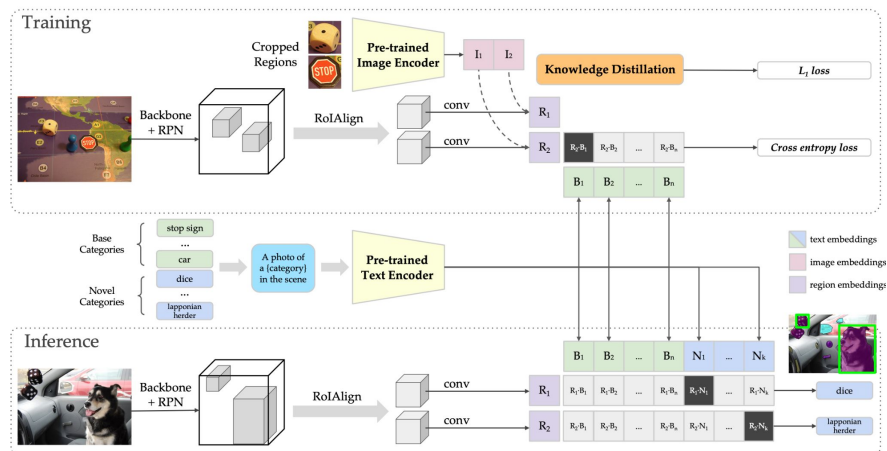 Training
Cropped
Regions
Pre-trained
Image Encoder
I1 I2
Knowledge Distillation
L1 loss
STOP
Backbone
+ RPN
RoIAlign
conv
R1
STOP
conv
R2
R2·B1 R2·B2 ... R2·Bn
Cross entropy loss
B1 B2 ... Bn
Base
Categories
stop sign
...
car
Novel
Categories
dice
...
lapponian
herder
A photo of
a {category}
in the scene
Pre-trained
Text Encoder
text embeddings
image embeddings
region embeddings
Inference
B1 B2 ... Bn N1 ... Nk
Backbone
+ RPN
RoIAlign
conv
R1
R1·B1 R1·B2 ... R1·Bn R1·N1 ... R1·Nk
dice
conv
R2
R2·B1 R2·B2 ... R2·Bn R2·N1 ... R2·Nk
lapponian
herder